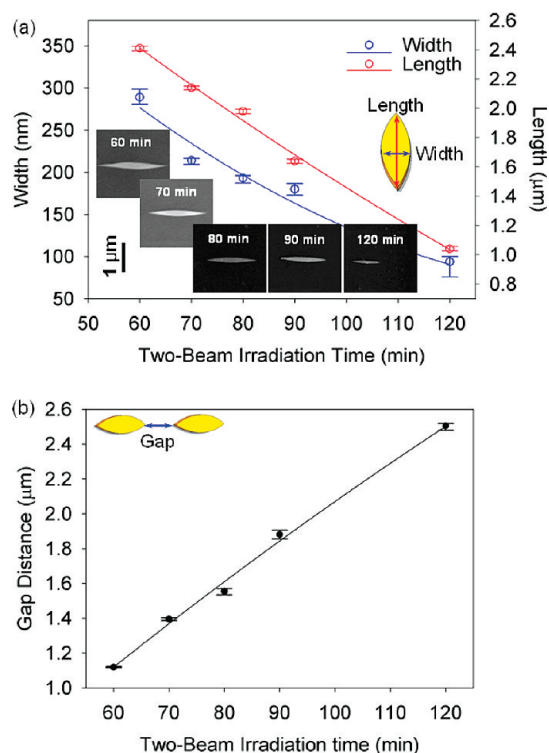 (a)
350
300
250
200
150
100
50
Width (nm)
2.6
2.4
2.2
2.0
1.8
1.6
1.4
1.2
1.0
0.8
Length (μm)
Width
Length
Length
Width
60 min
70 min
80 min 90 min 120 min
1 μm
50 60 70 80 90 100 110 120
Two-Beam Irradiation Time (min)
(b)
2.6
2.4
2.2
2.0
1.8
1.6
1.4
1.2
1.0
Gap Distance (μm)
Gap
60 70 80 90 100 110 120
Two-Beam Irradiation time (min)